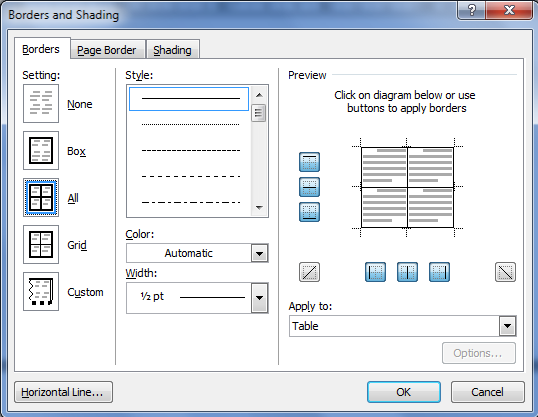 Borders and Shading
Borders
Page Border
Shading
Setting:
None
Box
All
Grid
Custom
Style:
Color:
Automatic
Width:
½ pt
Preview
Click on diagram below or use
buttons to apply borders
Apply to:
Table
Options...
Horizontal Line...
OK
Cancel